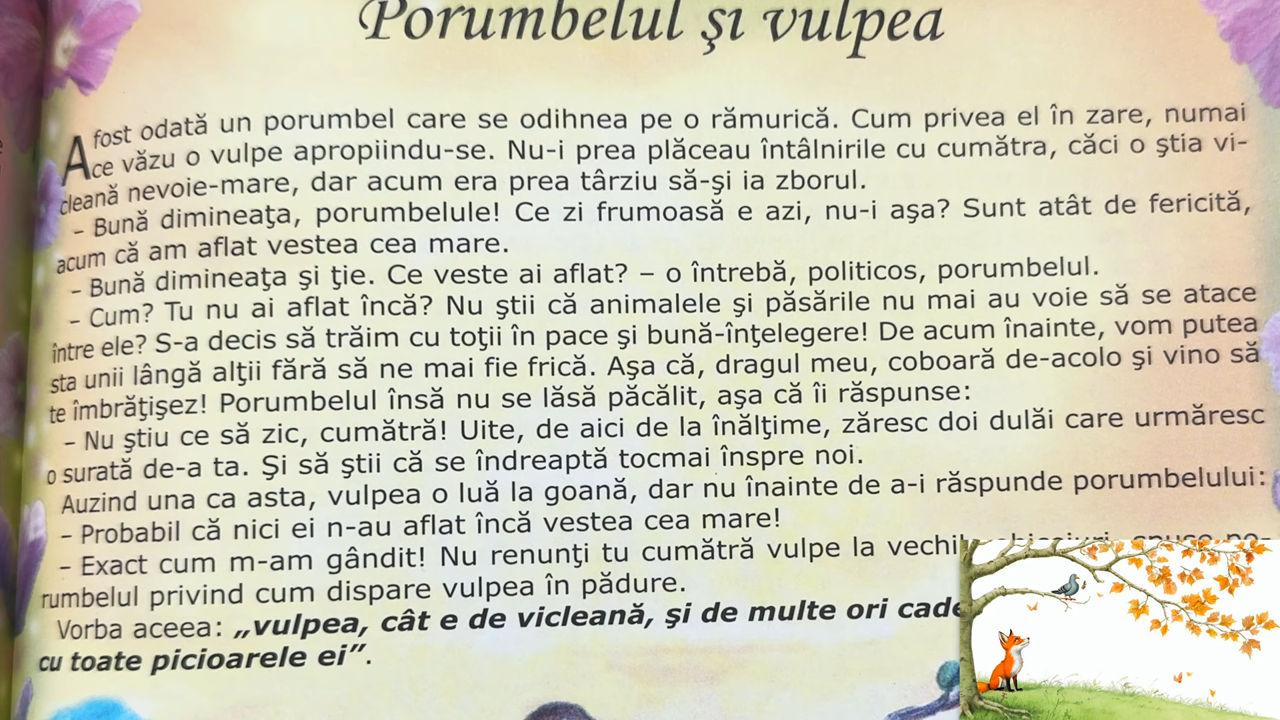 Porumbelul şi vulpea
A fost odată un porumbel care se odihnea pe o rămurică. Cum privea el în zare, numai
ce văzu o vulpe apropiindu-se. Nu-i prea plăceau întâlnirile cu cumătra, căci o ştia vi-
cleană nevoie-mare, dar acum era prea târziu să-şi ia zborul.
– Bună dimineaţa, porumbelule! Ce zi frumoasă e azi, nu-i aşa? Sunt atât de fericită,
acum că am aflat vestea cea mare.
– Bună dimineaţa şi ţie. Ce veste ai aflat? – o întrebă, politicos, porumbelul.
– Cum? Tu nu ai aflat încă? Nu ştii că animalele şi păsările nu mai au voie să se atace
între ele? S-a decis să trăim cu toţii în pace şi bună-înţelegere! De acum înainte, vom putea
sta unii lângă alţii fără să ne mai fie frică. Aşa că, dragul meu, coboară de-acolo şi vino să
te îmbrăţişez! Porumbelul însă nu se lăsă păcălit, aşa că îi răspunse:
– Nu ştiu ce să zic, cumătră! Uite, de aici de la înălţime, zăresc doi dulăi care urmăresc
o surată de-a ta. Şi să ştii că se îndreaptă tocmai înspre noi.
Auzind una ca asta, vulpea o luă la goană, dar nu înainte de a-i răspunde porumbelului:
– Probabil că nici ei n-au aflat încă vestea cea mare!
– Exact cum m-am gândit! Nu renunţi tu cumătră vulpe la
rumbelul privind cum dispare vulpea în pădure.
Vorba aceea: „vulpea, cât e de vicleană, şi de multe ori
cu toate picioarele ei”.